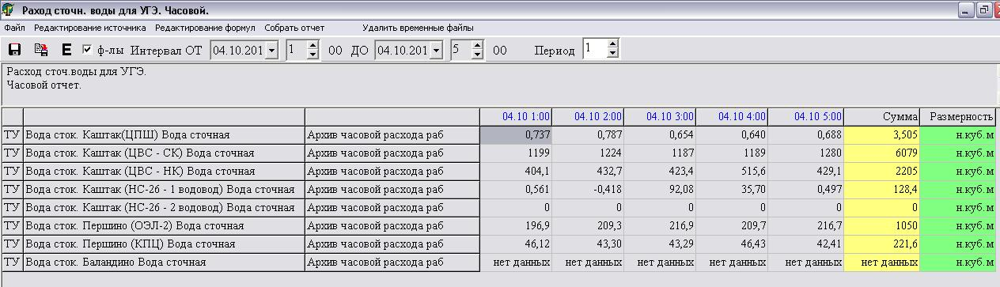 Раход сточн. воды для УГЭ. Часовой.
Файл Редактирование источника Редактирование формул Собрать отчет Удалить временные файлы
Е ф-лы Интервал ОТ 04.10.201 1 00 ДО 04.10.201 5 00 Период 1
Расход сточ.воды для УГЭ.
Часовой отчет.
04.10 1:00 04.10 2:00 04.10 3:00 04.10 4:00 04.10 5:00 Сумма Размерность
ТУ Вода сток. Каштак(ЦПШ) Вода сточная Архив часовой расхода раб 0,737 0,787 0,654 0,640 0,688 3,505 н.куб.м
ТУ Вода сток. Каштак (ЦВС - СК) Вода сточная Архив часовой расхода раб 1199 1224 1187 1189 1280 6079 н.куб.м
ТУ Вода сток. Каштак (ЦВС - НК) Вода сточная Архив часовой расхода раб 404,1 432,7 423,4 515,6 429,1 2205 н.куб.м
ТУ Вода сток. Каштак (НС-2б - 1 водовод) Вода сточная Архив часовой расхода раб 0,561 -0,418 92,08 35,70 0,497 128,4 н.куб.м
ТУ Вода сток. Каштак (НС-2б - 2 водовод) Вода сточная Архив часовой расхода раб 0 0 0 0 0 0 н.куб.м
ТУ Вода сток. Першино (ОЭЛ-2) Вода сточная Архив часовой расхода раб 196,9 209,3 216,9 209,7 216,7 1050 н.куб.м
ТУ Вода сток. Першино (КПЦ) Вода сточная Архив часовой расхода раб 46,12 43,30 43,29 46,43 42,41 221,6 н.куб.м
ТУ Вода сток. Баландино Вода сточная Архив часовой расхода раб нет данных нет данных нет данных нет данных нет данных нет данных н.куб.м